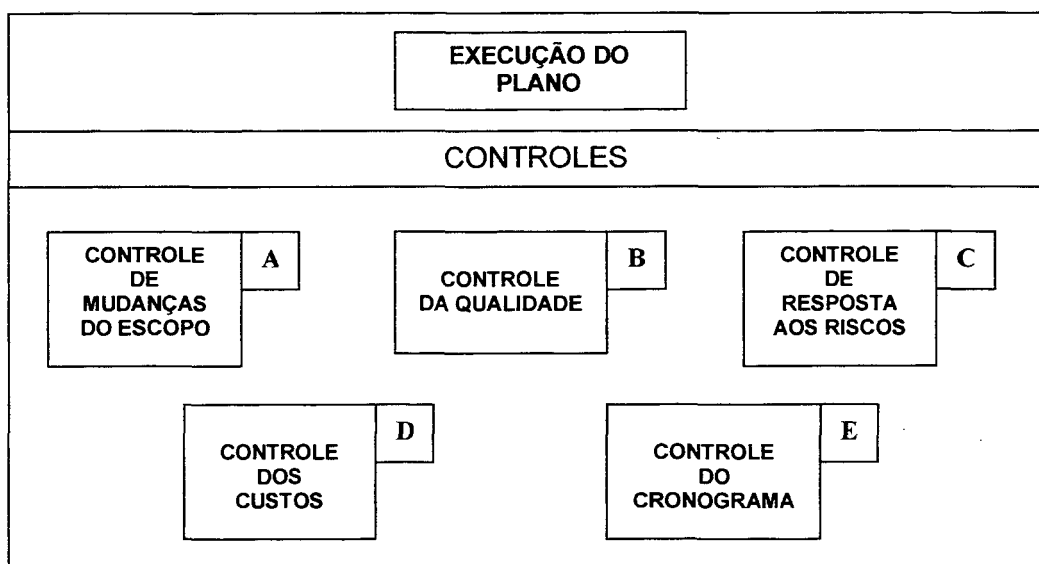 EXECUÇÃO DO
PLANO
CONTROLES
CONTROLE
DE
MUDANÇAS
DO ESCOPO
A
CONTROLE
DA QUALIDADE
B
CONTROLE
DE
RESPOSTA
AOS RISCOS
C
CONTROLE
DOS
CUSTOS
D
CONTROLE
DO
CRONOGRAMA
E